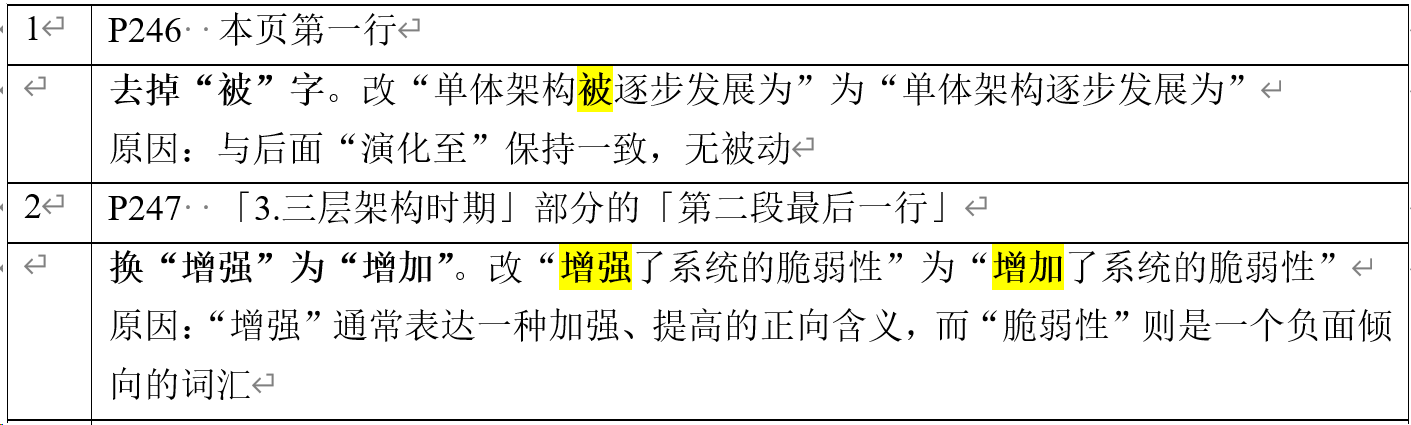 1 P246 本页第一行
去掉“被”字。改“单体架构被逐步发展为”为“单体架构逐步发展为”
原因：与后面“演化至”保持一致，无被动
2 P247 「3.三层架构时期」部分的「第二段最后一行」
换“增强”为“增加”。改“增强了系统的脆弱性”为“增加了系统的脆弱性”
原因：“增强”通常表达一种加强、提高的正向含义，而“脆弱性”则是一个负面倾
向的词汇